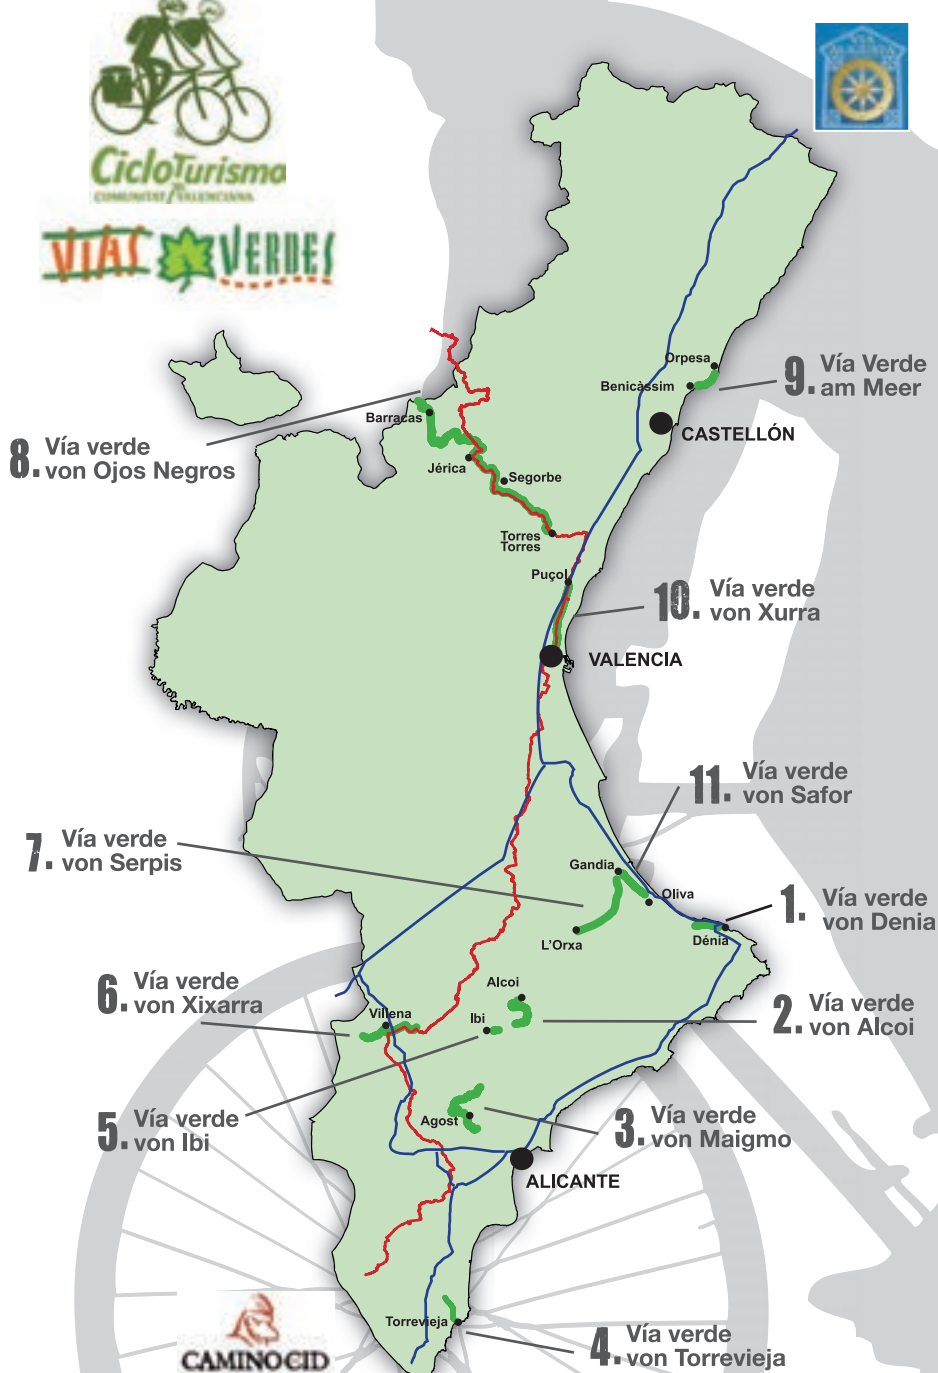 CicloTurismo
COMUNITAT VALENCIANA
VIAS VERDES
VIA
AUGUSTA
Orpesa
Benicàssim
9. Vía Verde
am Meer
CASTELLÓN
Barracas
8. Vía verde
von Ojos Negros
Jérica
Segorbe
Torres
Torres
Puçol
10. Vía verde
von Xurra
VALENCIA
11. Vía verde
von Safor
7. Vía verde
von Serpis
Gandia
Oliva
1. Vía verde
von Denia
L'Orxa
Dénia
6. Vía verde
von Xixarra
Alcoi
Villena
Ibi
2. Vía verde
von Alcoi
5. Vía verde
von Ibi
Agost
3. Vía verde
von Maigmo
ALICANTE
Torrevieja
4. Vía verde
von Torrevieja
CAMINO CID